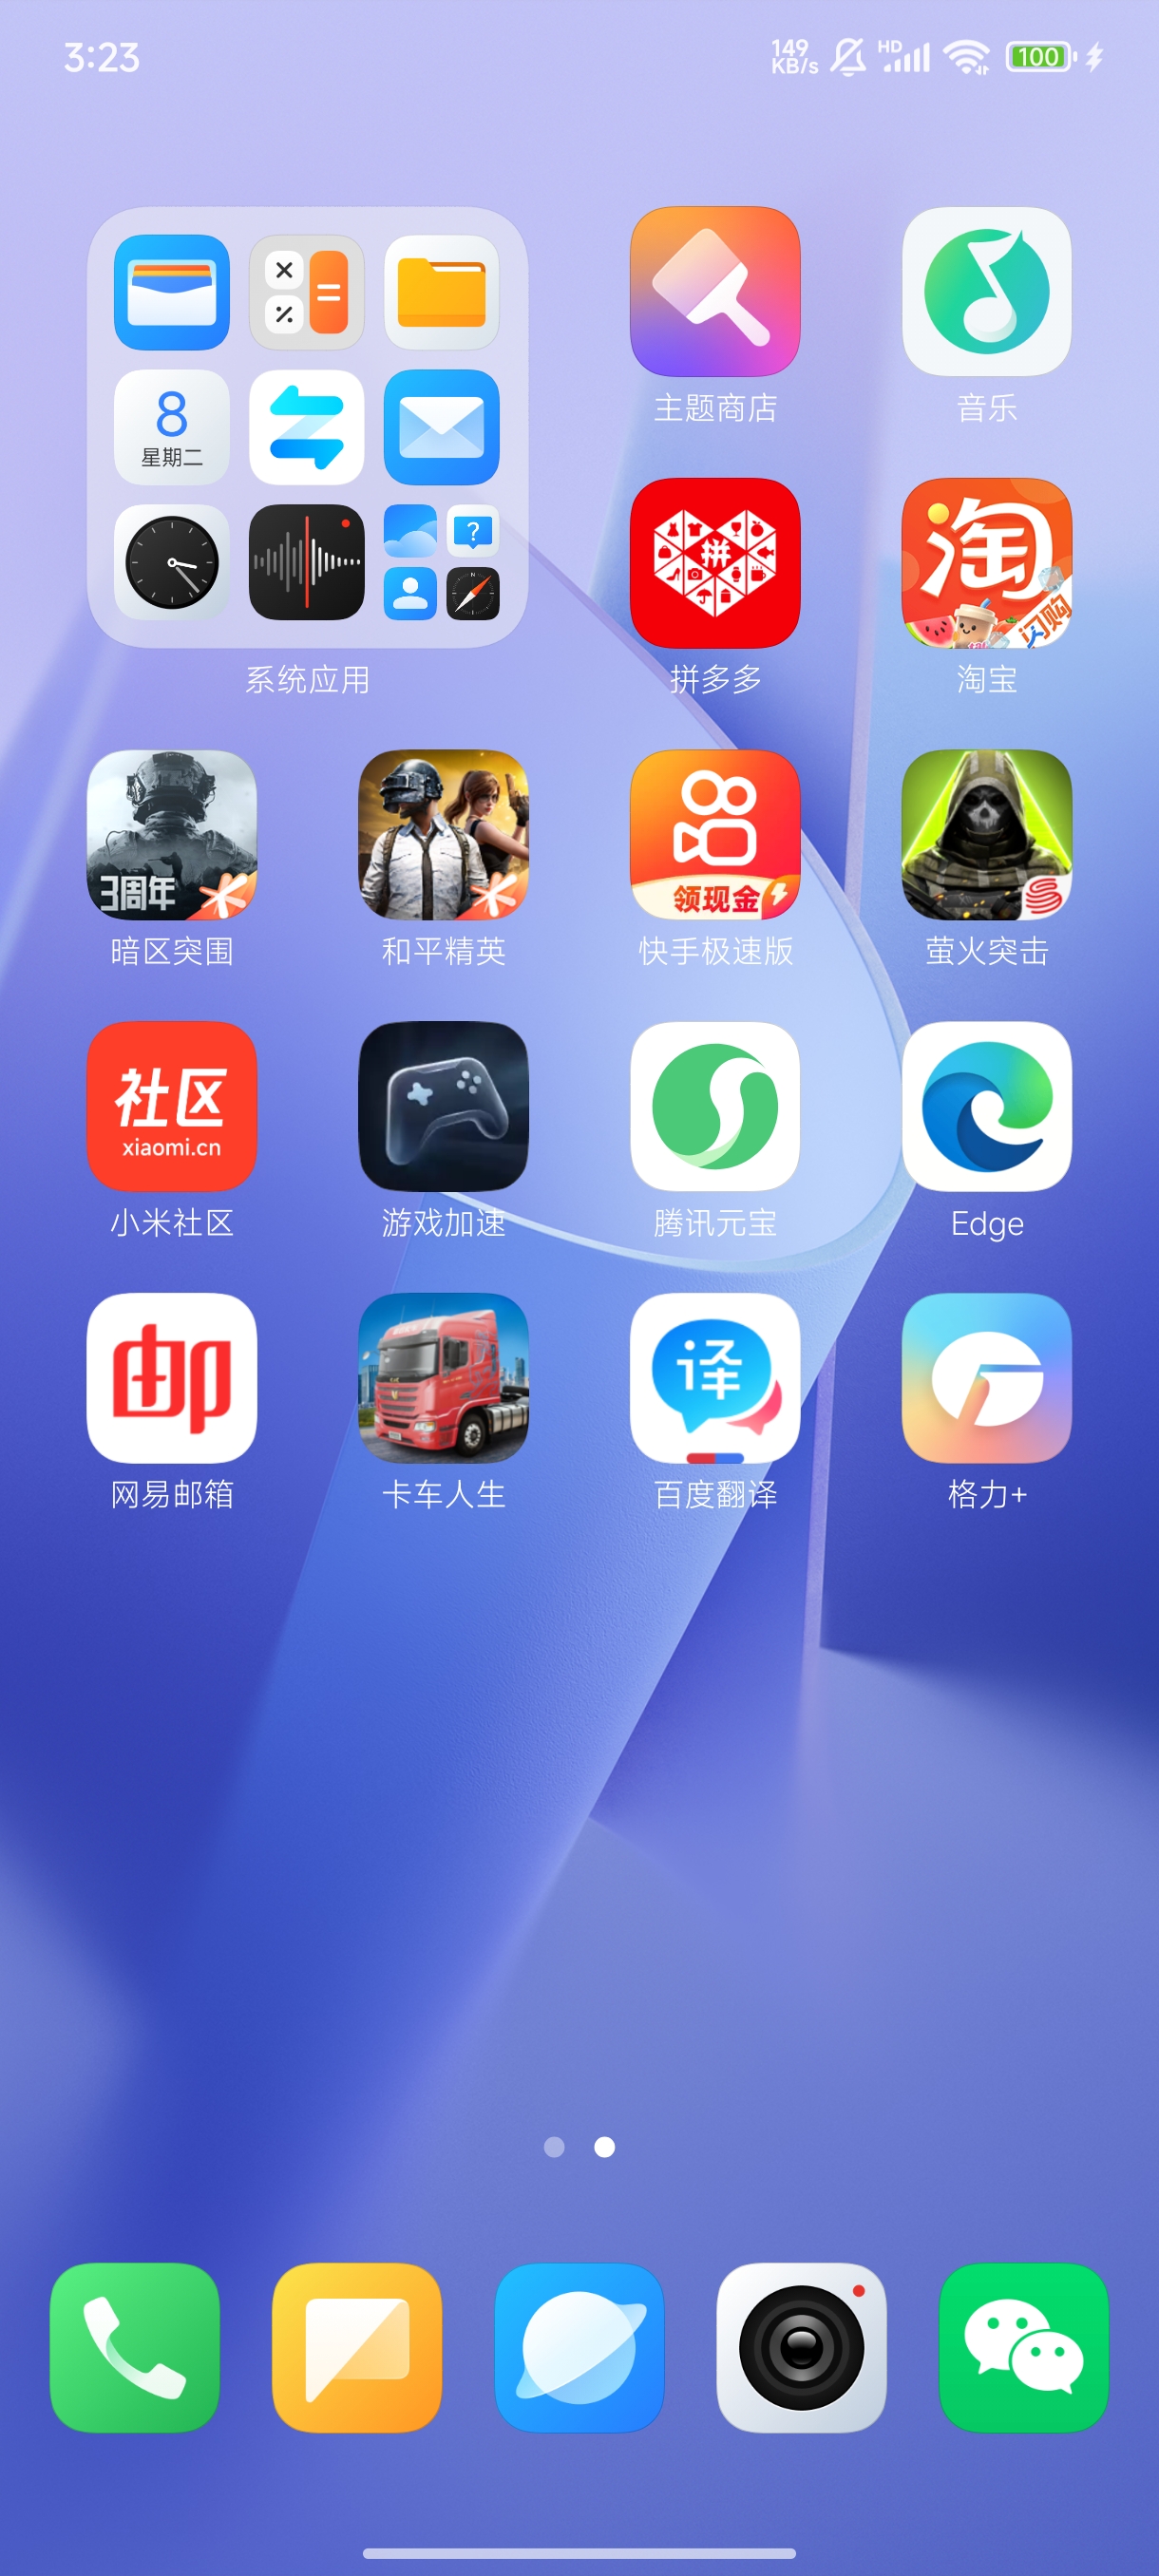 3:23
149
KB/s
HD
100
8
星期二
系统应用
主题商店
音乐
拼
拼多多
淘
闪购
淘宝
3周年
暗区突围
和平精英
领现金
快手极速版
萤火突击
社区
xiaomi.cn
小米社区
游戏加速
腾讯元宝
Edge
邮
网易邮箱
卡车人生
译
百度翻译
格力+